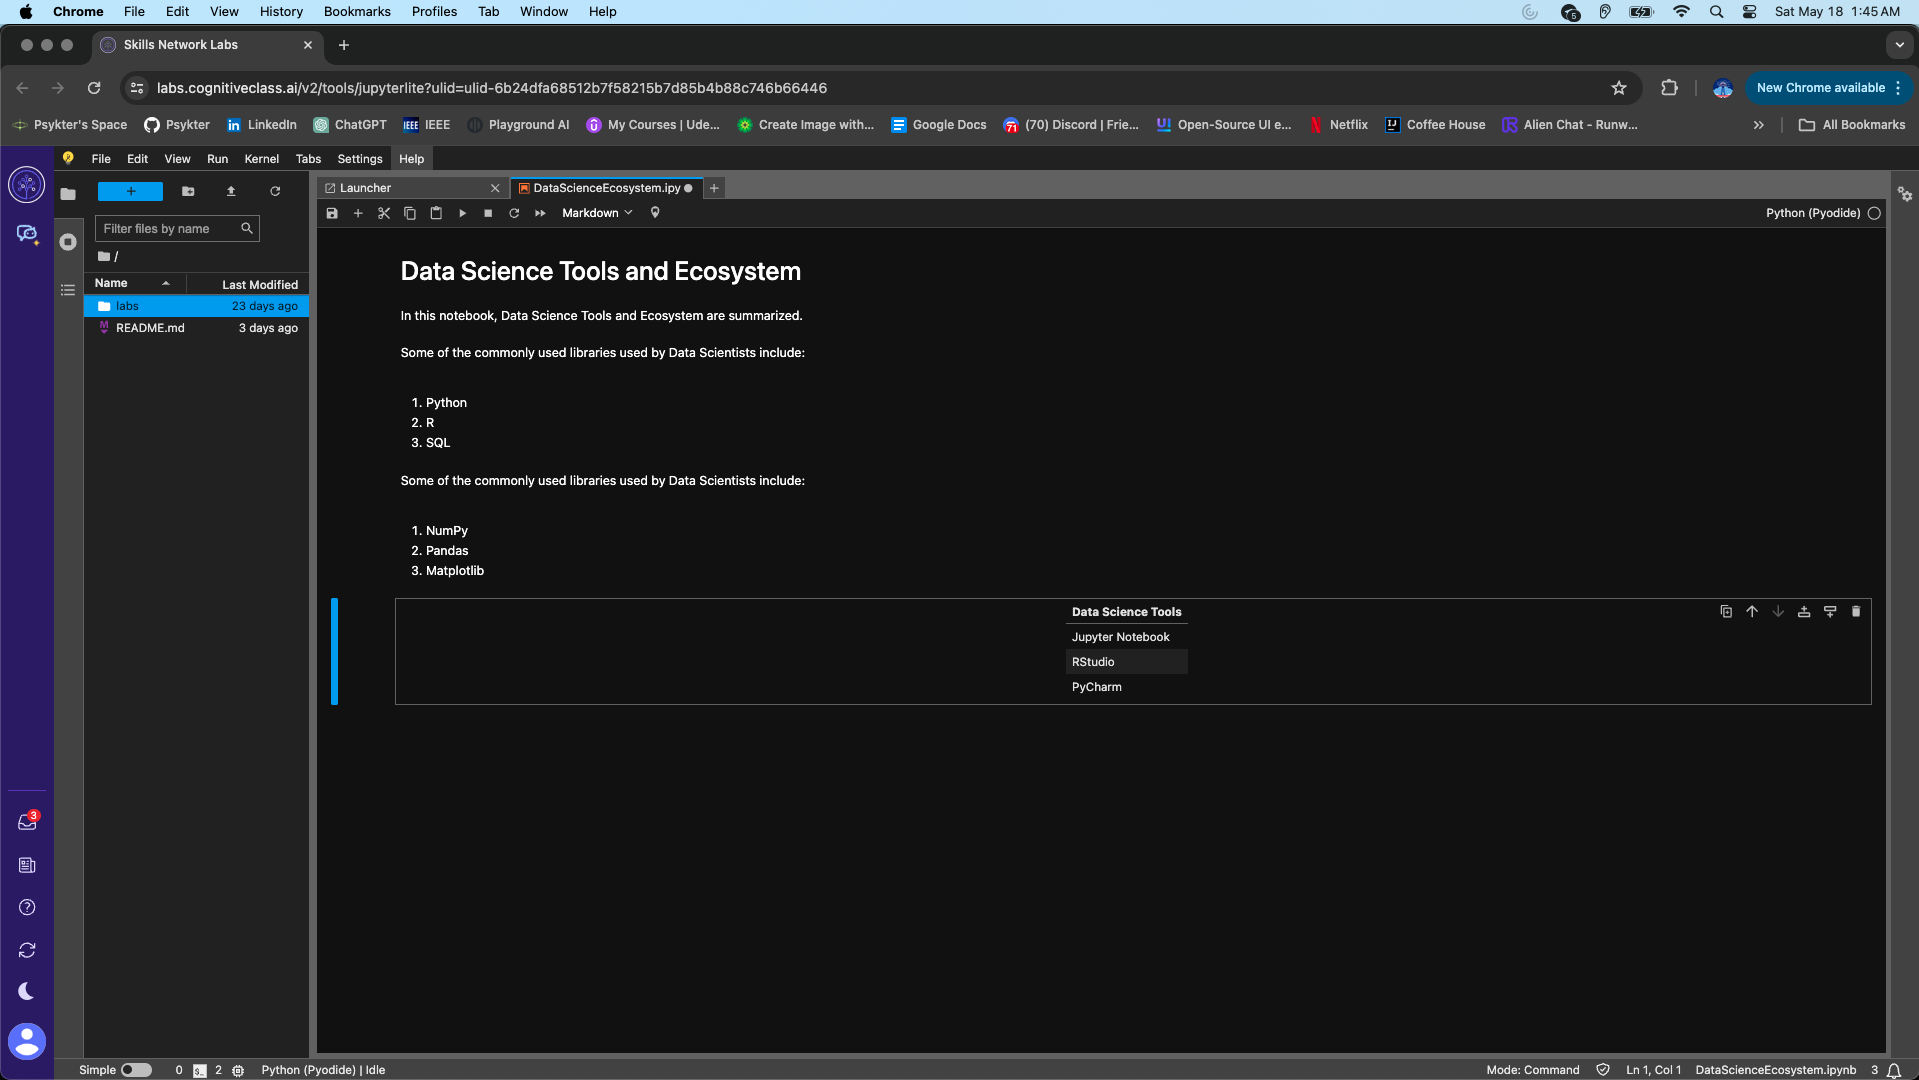 Chrome File Edit View History Bookmarks Profiles Tab Window Help 5 Sat May 18 1:45 AM
Skills Network Labs
labs.cognitiveclass.ai/v2/tools/jupyterlite?ulid=ulid-6b24dfa68512b7f58215b7d85b4b88c746b66446 New Chrome available
Psykter's Space Psykter in LinkedIn ChatGPT IEEE IEEE Playground AI My Courses | Ude... Create Image with... Google Docs 71 (70) Discord | Frie... Open-Source UI e... Netflix Coffee House Alien Chat - Runw... All Bookmarks
File Edit View Run Kernel Tabs Settings Help
Launcher DataScienceEcosystem.ipy
Markdown Python (Pyodide)
Filter files by name
/
Name Last Modified
labs 23 days ago
README.md 3 days ago
Data Science Tools and Ecosystem
In this notebook, Data Science Tools and Ecosystem are summarized.
Some of the commonly used libraries used by Data Scientists include:
1. Python
2. R
3. SQL
Some of the commonly used libraries used by Data Scientists include:
1. NumPy
2. Pandas
3. Matplotlib
Data Science Tools
Jupyter Notebook
RStudio
PyCharm
3
Simple 0 2 Python (Pyodide) | Idle Mode: Command Ln 1, Col 1 DataScienceEcosystem.ipynb 3